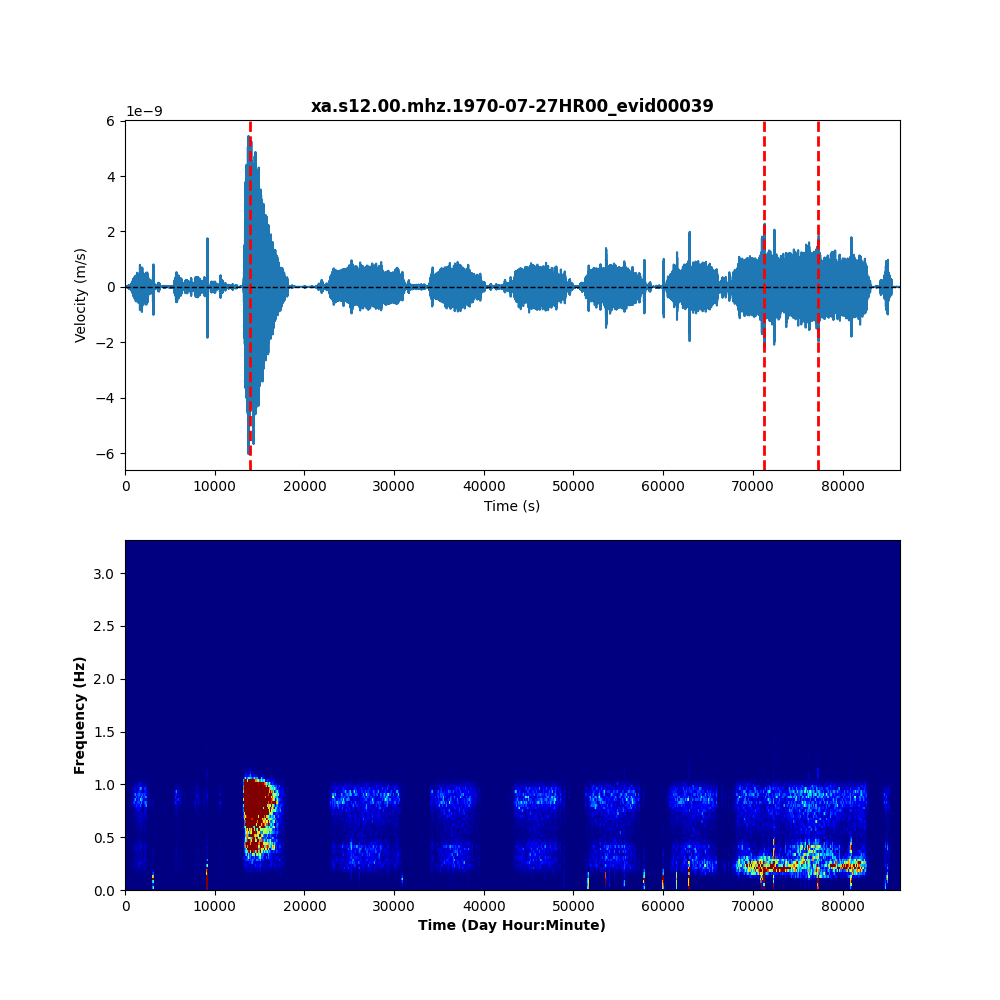 xa.s12.00.mhz.1970-07-27HR00_evid00039
1e−9
6
4
2
0
−2
−4
−6
Velocity (m/s)
0 10000 20000 30000 40000 50000 60000 70000 80000
Time (s)
3.0
2.5
2.0
1.5
1.0
0.5
0.0
Frequency (Hz)
0 10000 20000 30000 40000 50000 60000 70000 80000
Time (Day Hour:Minute)